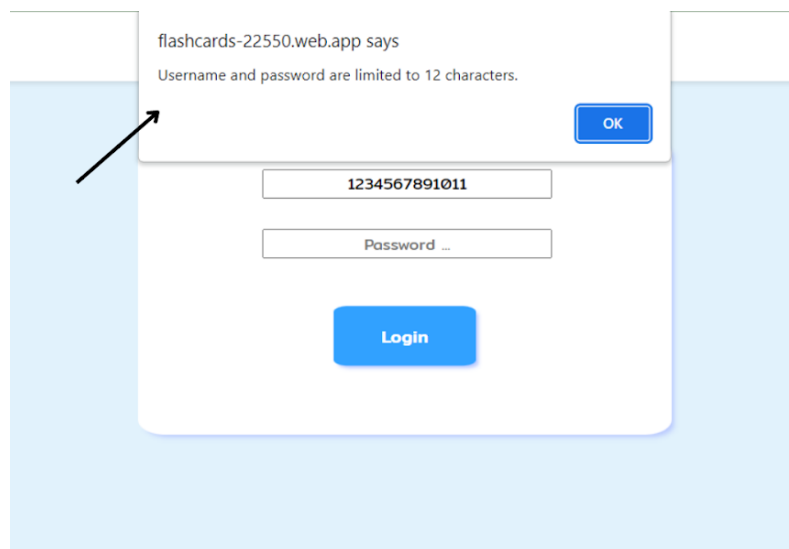 flashcards-22550.web.app says
Username and password are limited to 12 characters.
OK
1234567891011
Password ...
Login